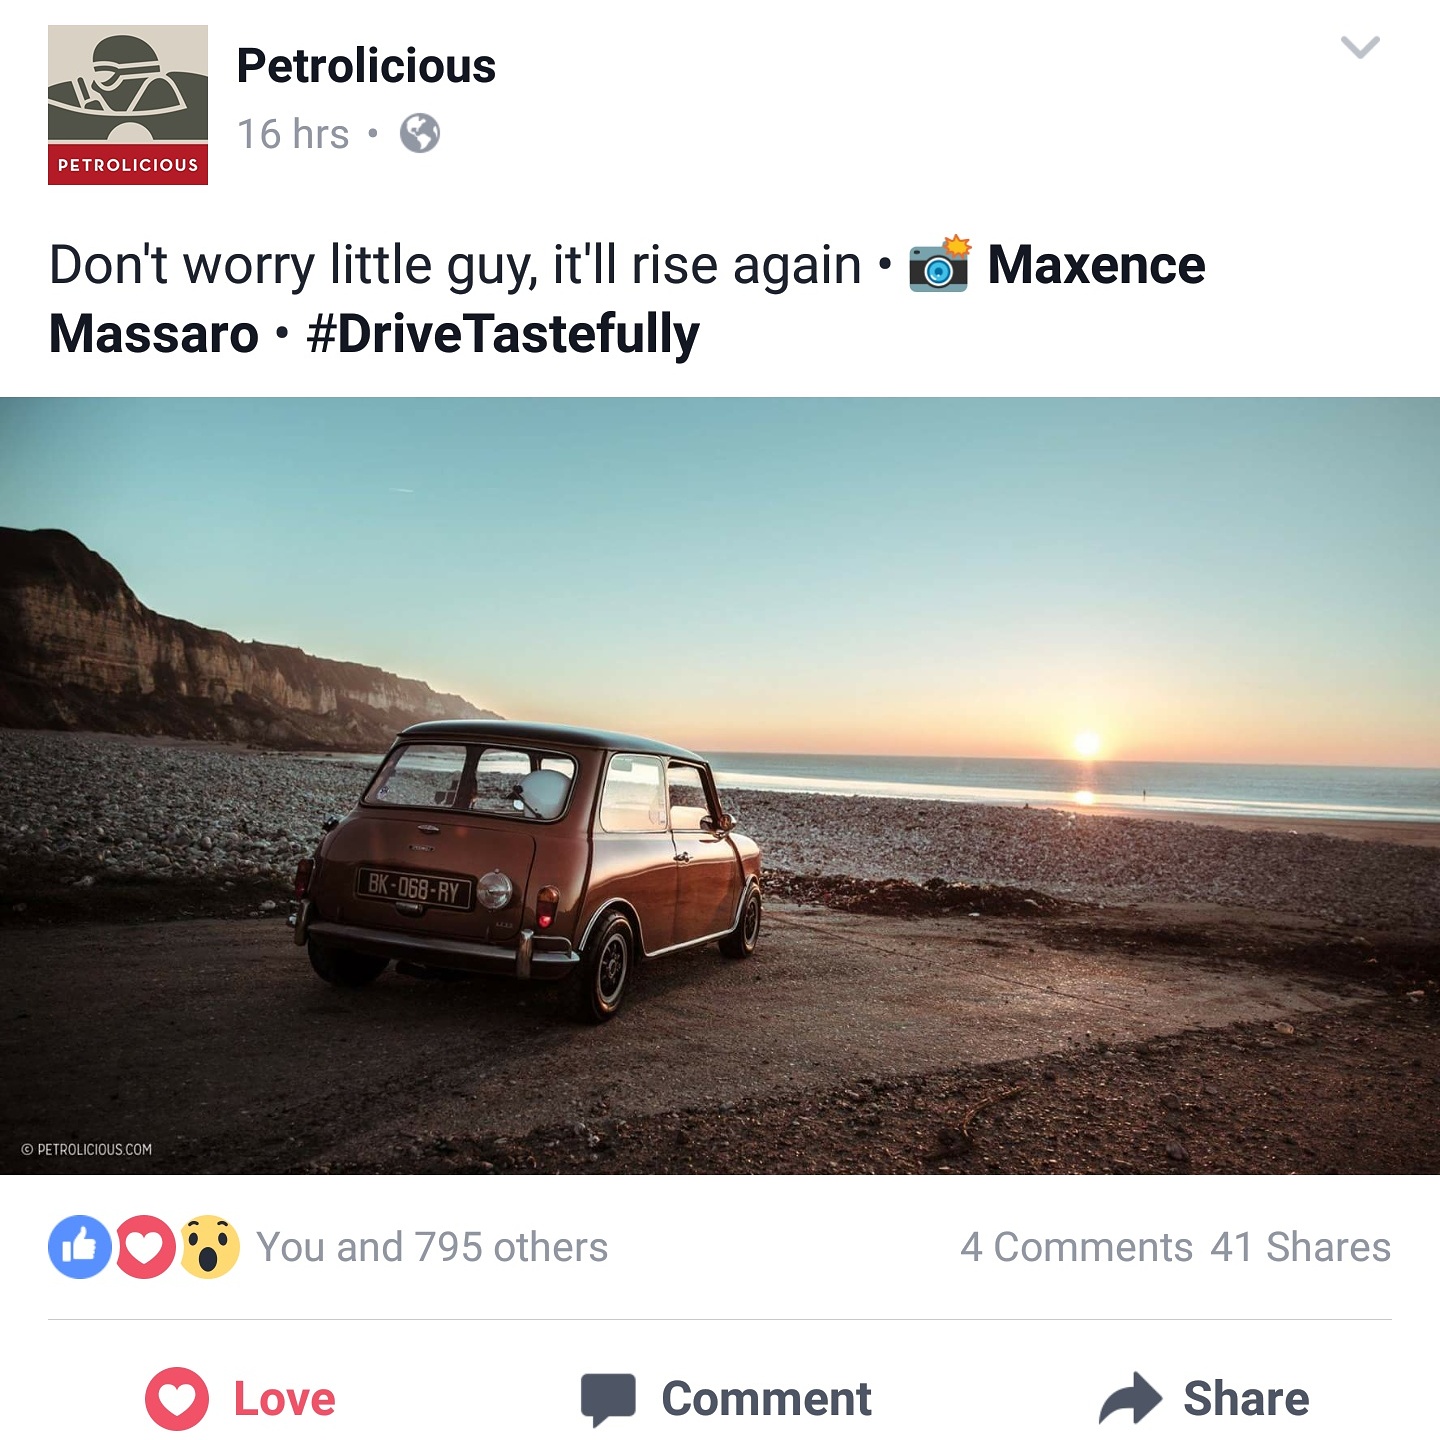 PETROLICIOUS
Petrolicious
16 hrs •
Don't worry little guy, it'll rise again • 📸 Maxence
Massaro • #DriveTastefully
BK-068-RY
© PETROLICIOUS.COM
You and 795 others
4 Comments 41 Shares
Love
Comment
Share